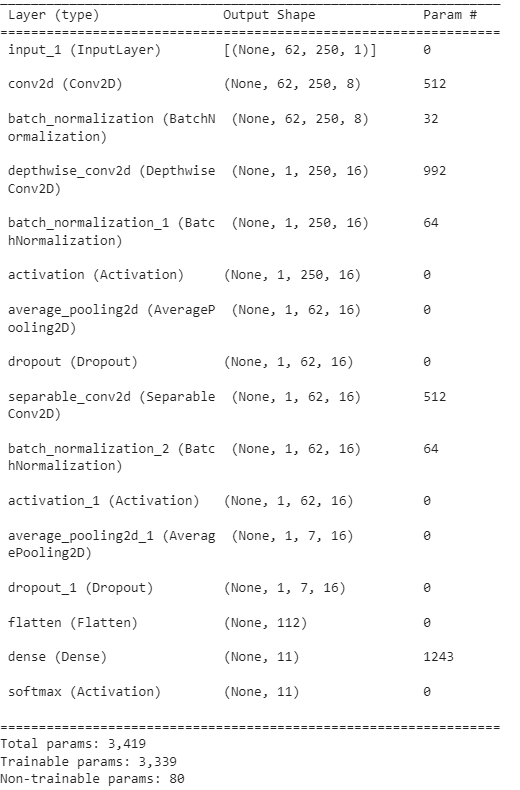 Layer (type) Output Shape Param #
input_1 (InputLayer) [(None, 62, 250, 1)] 0
conv2d (Conv2D) (None, 62, 250, 8) 512
batch_normalization (BatchN (None, 62, 250, 8) 32
ormalization)
depthwise_conv2d (Depthwise (None, 1, 250, 16) 992
Conv2D)
batch_normalization_1 (Batc (None, 1, 250, 16) 64
hNormalization)
activation (Activation) (None, 1, 250, 16) 0
average_pooling2d (AverageP (None, 1, 62, 16) 0
ooling2D)
dropout (Dropout) (None, 1, 62, 16) 0
separable_conv2d (Separable (None, 1, 62, 16) 512
Conv2D)
batch_normalization_2 (Batc (None, 1, 62, 16) 64
hNormalization)
activation_1 (Activation) (None, 1, 62, 16) 0
average_pooling2d_1 (Averag (None, 1, 7, 16) 0
ePooling2D)
dropout_1 (Dropout) (None, 1, 7, 16) 0
flatten (Flatten) (None, 112) 0
dense (Dense) (None, 11) 1243
softmax (Activation) (None, 11) 0
Total params: 3,419
Trainable params: 3,339
Non-trainable params: 80